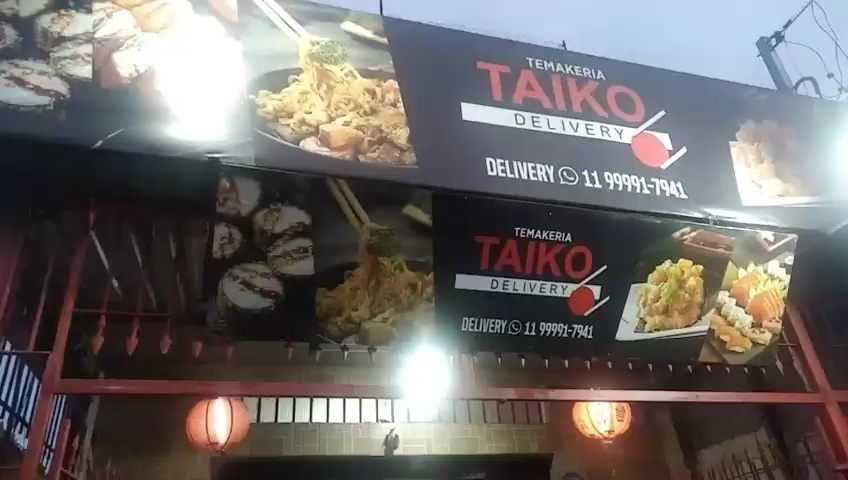 TEMAKERIA
TAIKO
DELIVERY
DELIVERY 11 99991-7941
TEMAKERIA
TAIKO
DELIVERY
DELIVERY 11 99991-7941